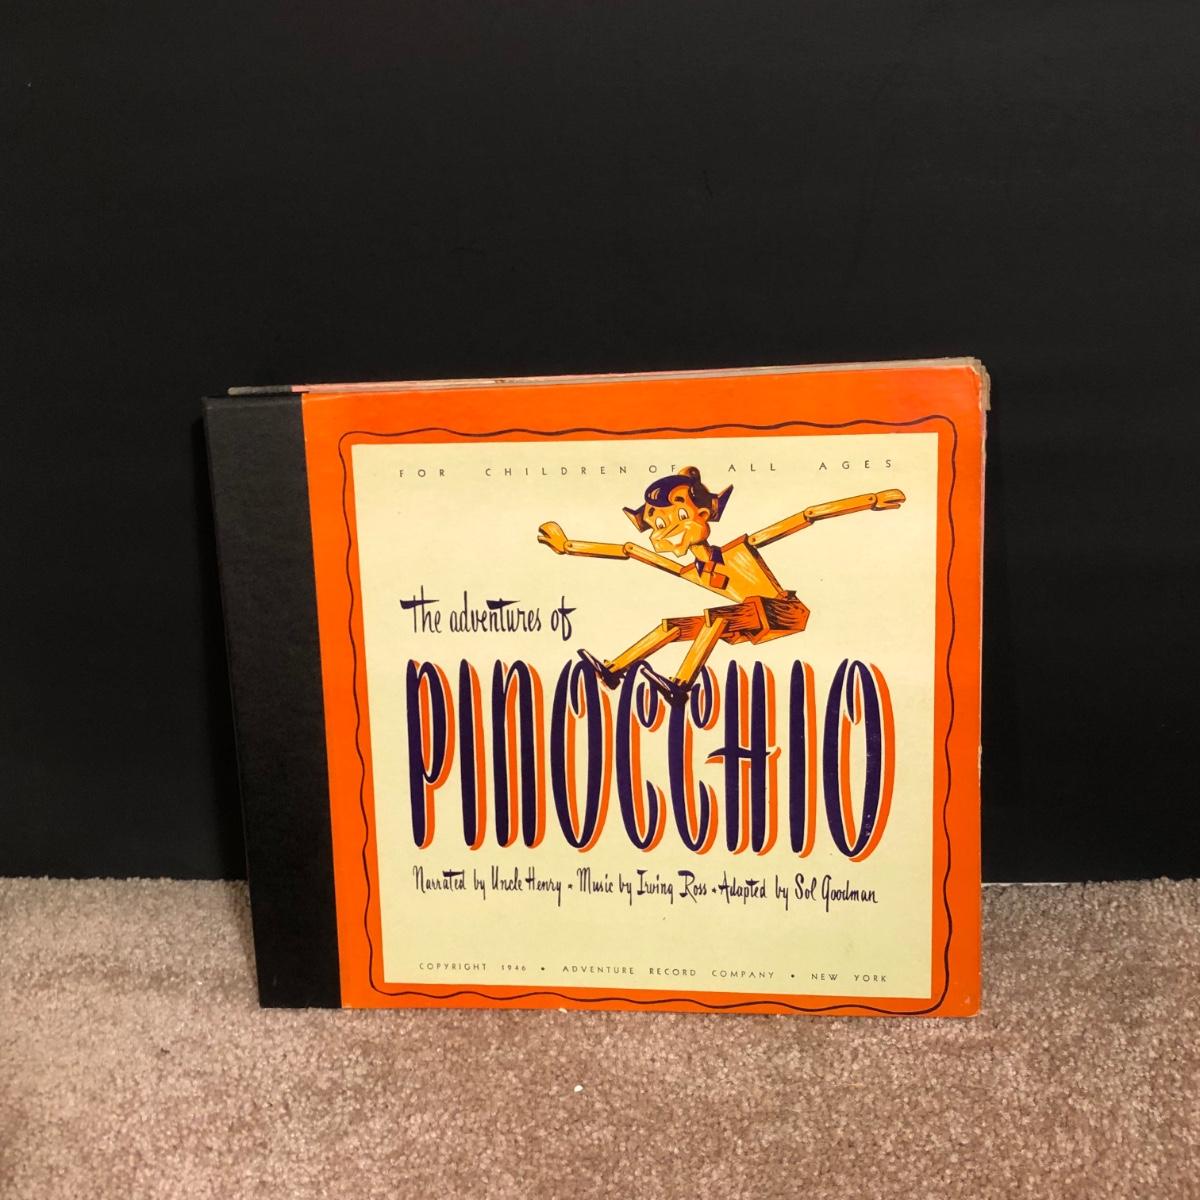 FOR CHILDREN OF ALL AGES
The adventures of
PINOCCHIO
Narrated by Uncle Henry • Music by Irving Ross • Adapted by Sol Goodman
COPYRIGHT 1946 • ADVENTURE RECORD COMPANY • NEW YORK